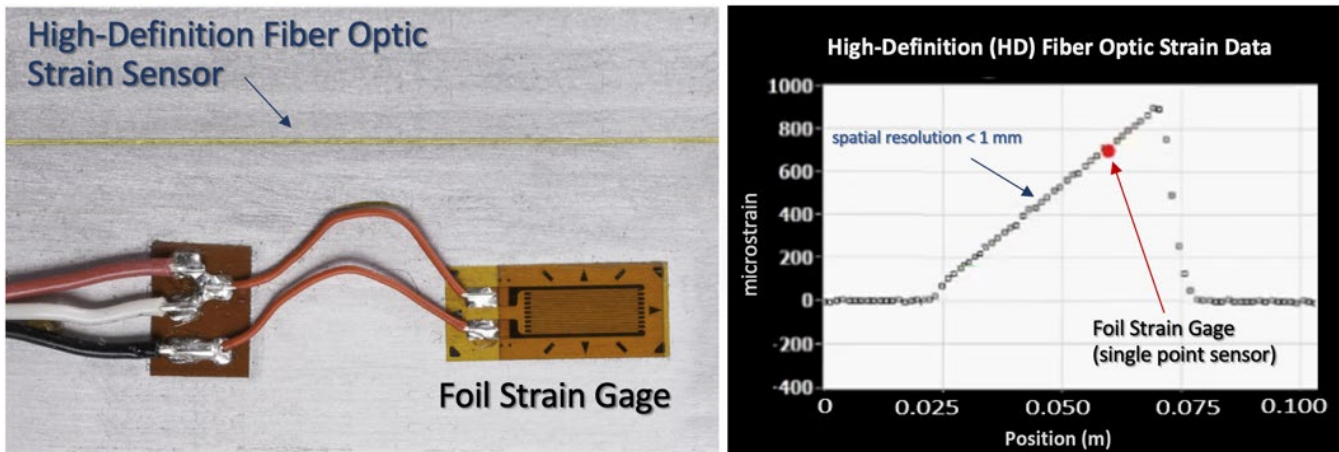 High-Definition Fiber Optic
Strain Sensor
Foil Strain Gage
High-Definition (HD) Fiber Optic Strain Data
1000
800
600
400
200
0
-200
-400
microstrain
spatial resolution < 1 mm
Foil Strain Gage
(single point sensor)
0
0.025
0.050
0.075
0.100
Position (m)